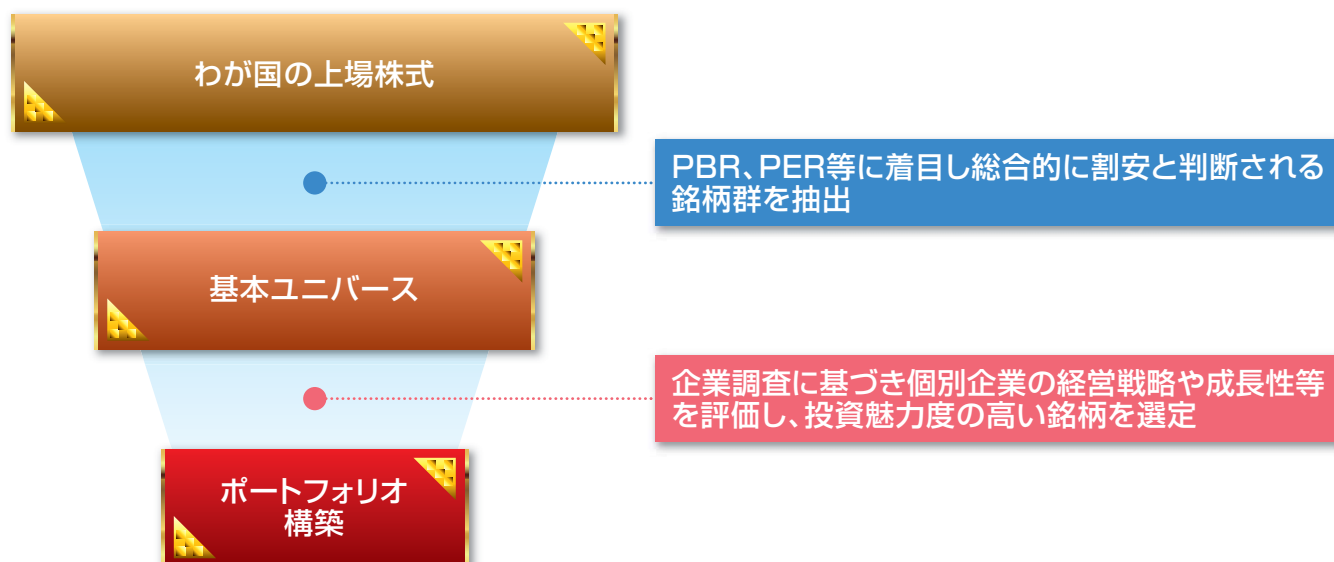 わが国の上場株式
PBR、PER等に着目し総合的に割安と判断される
銘柄群を抽出
基本ユニバース
企業調査に基づき個別企業の経営戦略や成長性等
を評価し、投資魅力度の高い銘柄を選定
ポートフォリオ
構築